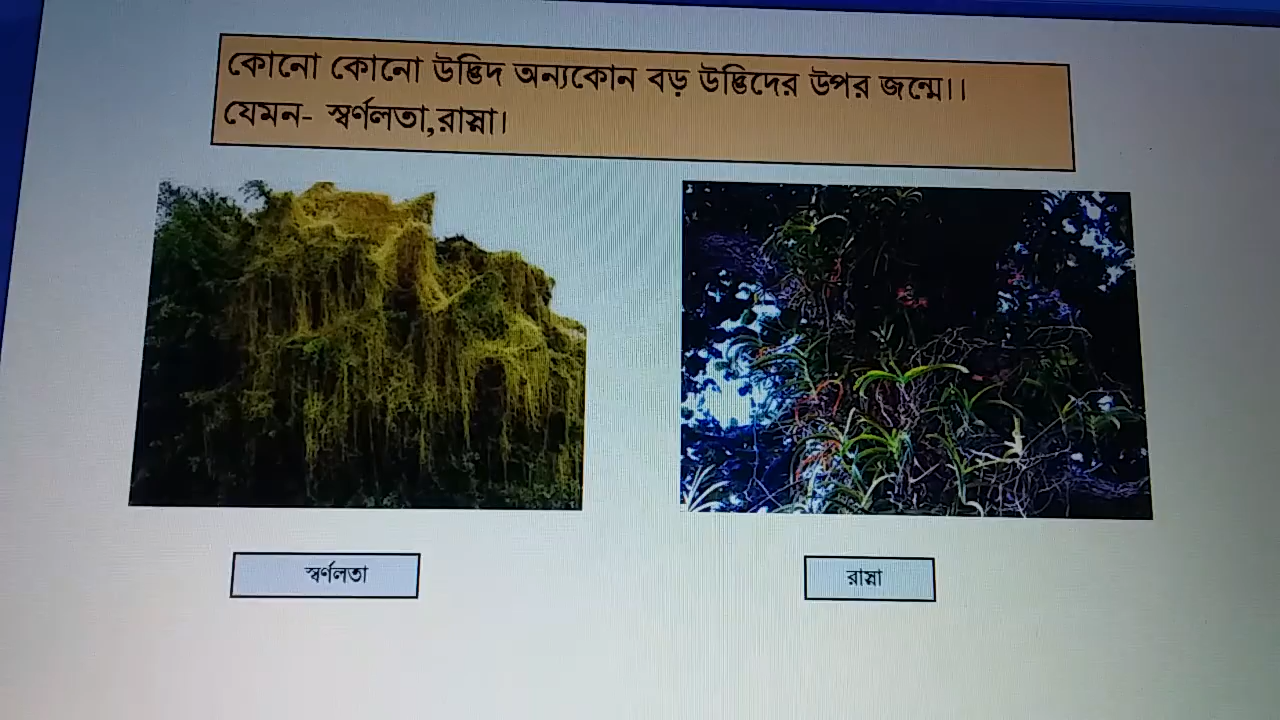 কোনো কোনো উদ্ভিদ অন্যকোন বড় উদ্ভিদের উপর জন্মে।।
যেমন- স্বর্ণলতা,রাস্না।
স্বর্ণলতা
রাস্না